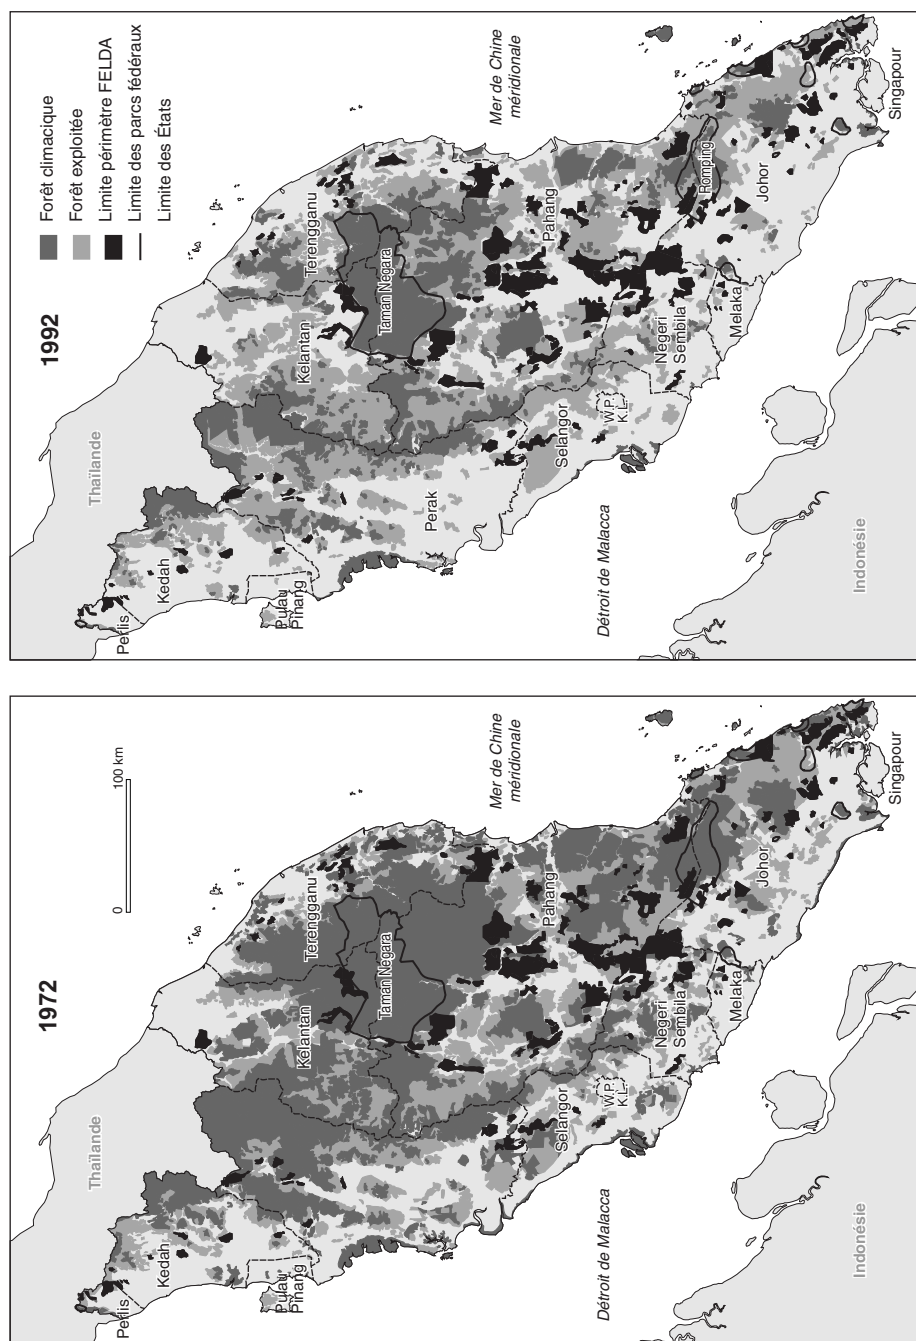 1972
0
100 km
Thaïlande
Perlis
Kedah
Pulau
Pinang
Kelantan
Terengganu
Taman Negara
Mer de Chine
méridionale
Pahang
Selangor
W.P.
K.L.
Negeri
Sembila
Melaka
Johor
Singapour
Détroit de Malacca
Indonésie
1992
Forêt climacique
Forêt exploitée
Limite périmètre FELDA
Limite des parcs fédéraux
Limite des États
Thaïlande
Perlis
Kedah
Pulau
Pinang
Perak
Kelantan
Terengganu
Taman Negara
Mer de Chine
méridionale
Pahang
Romping
Selangor
W.P.
K.L.
Negeri
Sembila
Melaka
Johor
Singapour
Détroit de Malacca
Indonésie